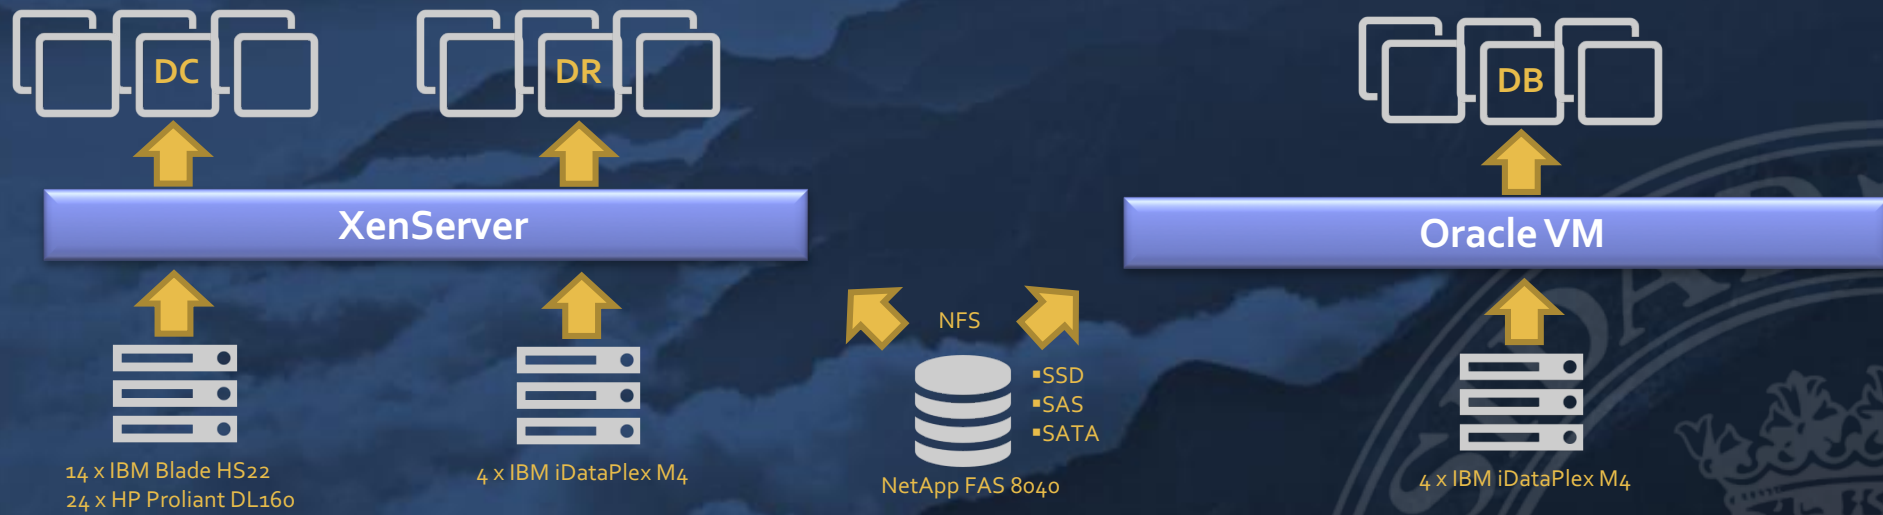 DC
DR
DB
XenServer
Oracle VM
NFS
▪SSD
▪SAS
▪SATA
14 x IBM Blade HS22
24 x HP Proliant DL160
4 x IBM iDataPlex M4
NetApp FAS 8040
4 x IBM iDataPlex M4